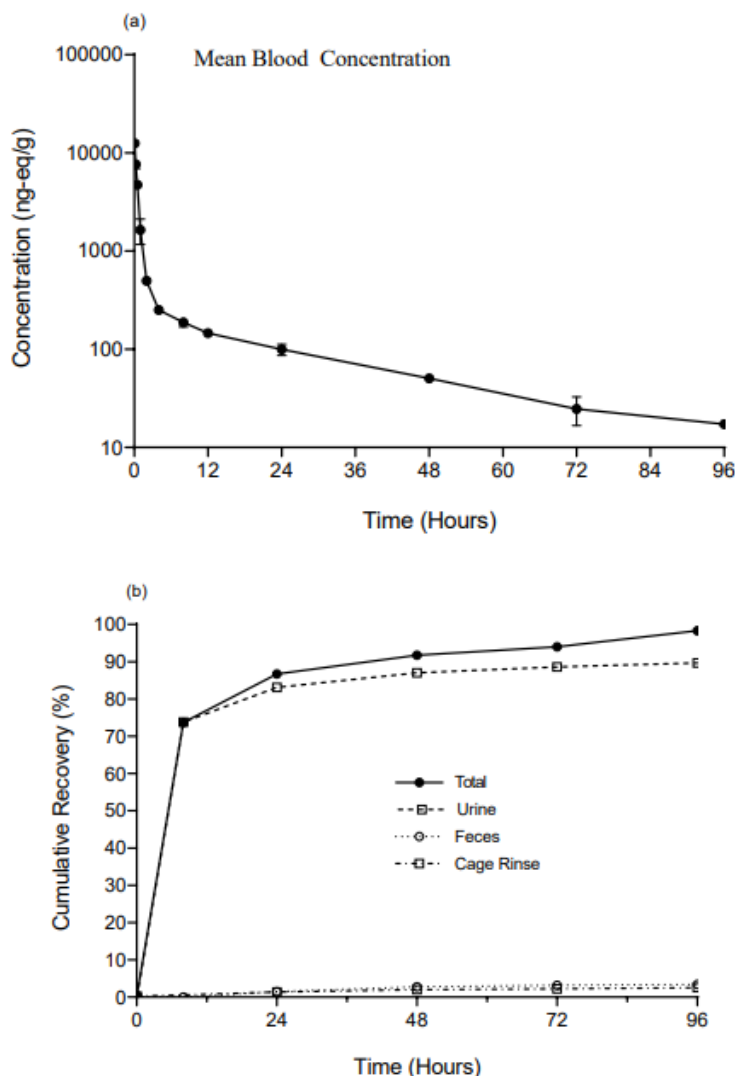 (a)
Mean Blood Concentration
Concentration (ng-eq/g)
100000
10000
1000
100
10
0 12 24 36 48 60 72 84 96
Time (Hours)
(b)
Cumulative Recovery (%)
100
90
80
70
60
50
40
30
20
10
0
Total
Urine
Feces
Cage Rinse
0 24 48 72 96
Time (Hours)